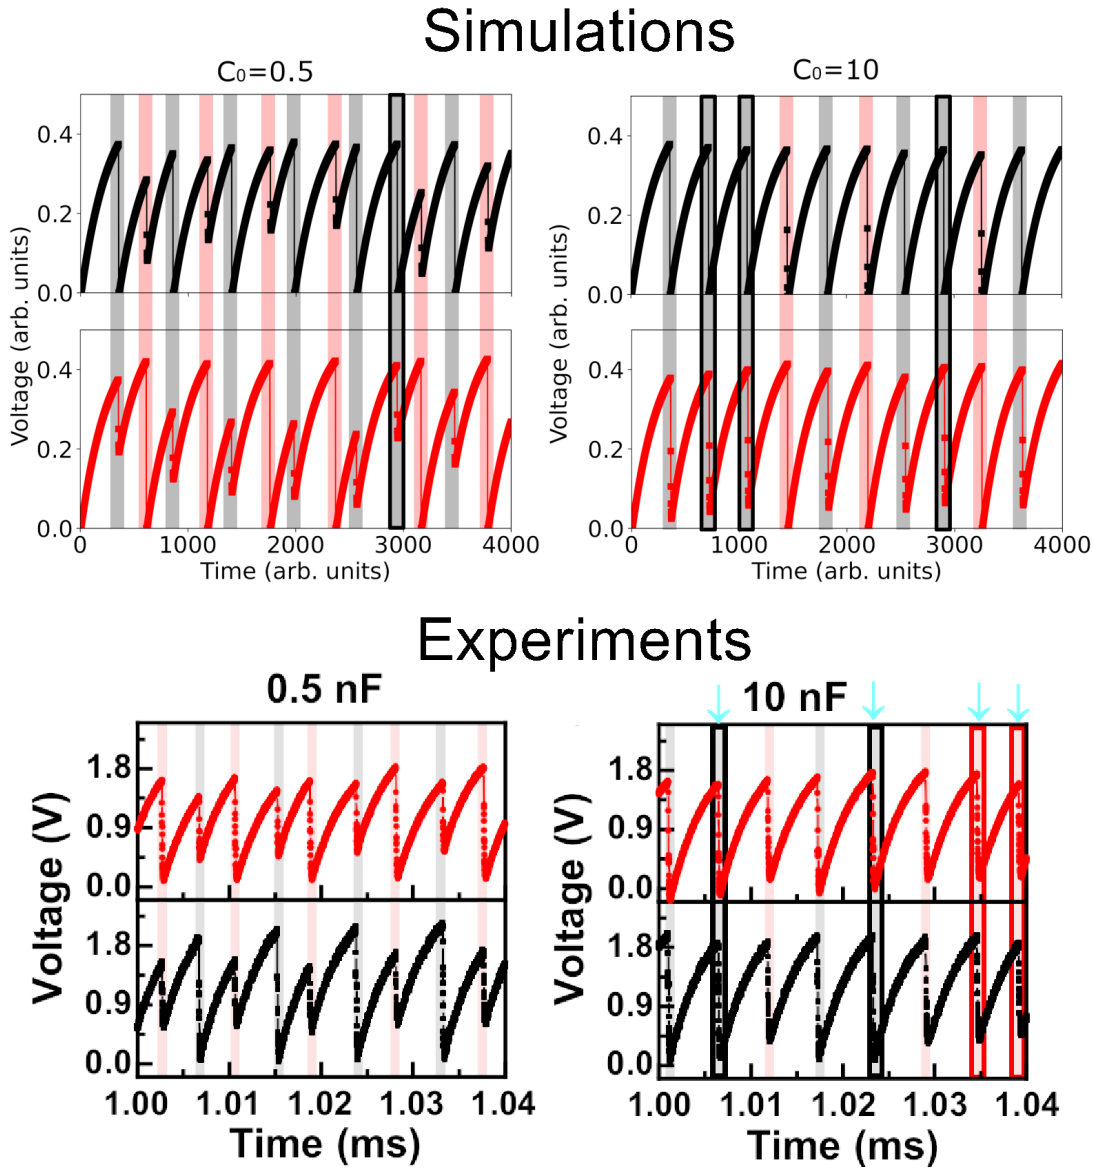 Simulations
C₀=0.5
C₀=10
Voltage (arb. units)
0.4
0.2
0.0
0.4
0.2
0.0
0 1000 2000 3000 4000
Time (arb. units)
Voltage (arb. units)
0.4
0.2
0.0
0.4
0.2
0.0
0 1000 2000 3000 4000
Time (arb. units)
Experiments
0.5 nF
10 nF
Voltage (V)
1.8
0.9
0.0
1.8
0.9
0.0
1.00 1.01 1.02 1.03 1.04
Time (ms)
Voltage (V)
1.8
0.9
0.0
1.8
0.9
0.0
1.00 1.01 1.02 1.03 1.04
Time (ms)